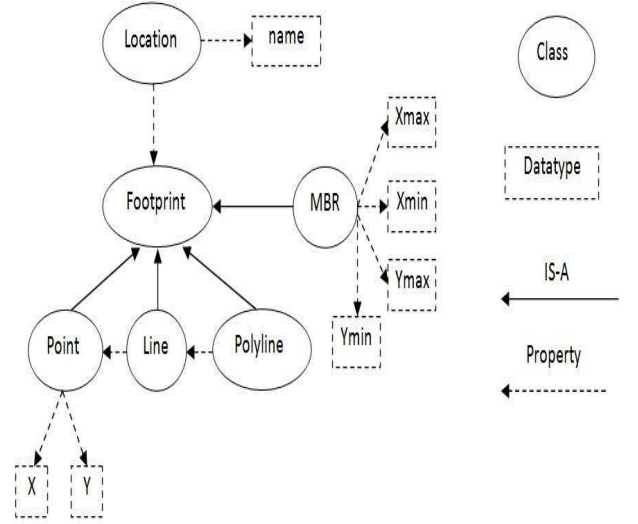 Location
name
Class
Xmax
Datatype
Footprint
MBR
Xmin
IS-A
Ymax
Point
Line
Polyline
Ymin
Property
X
Y